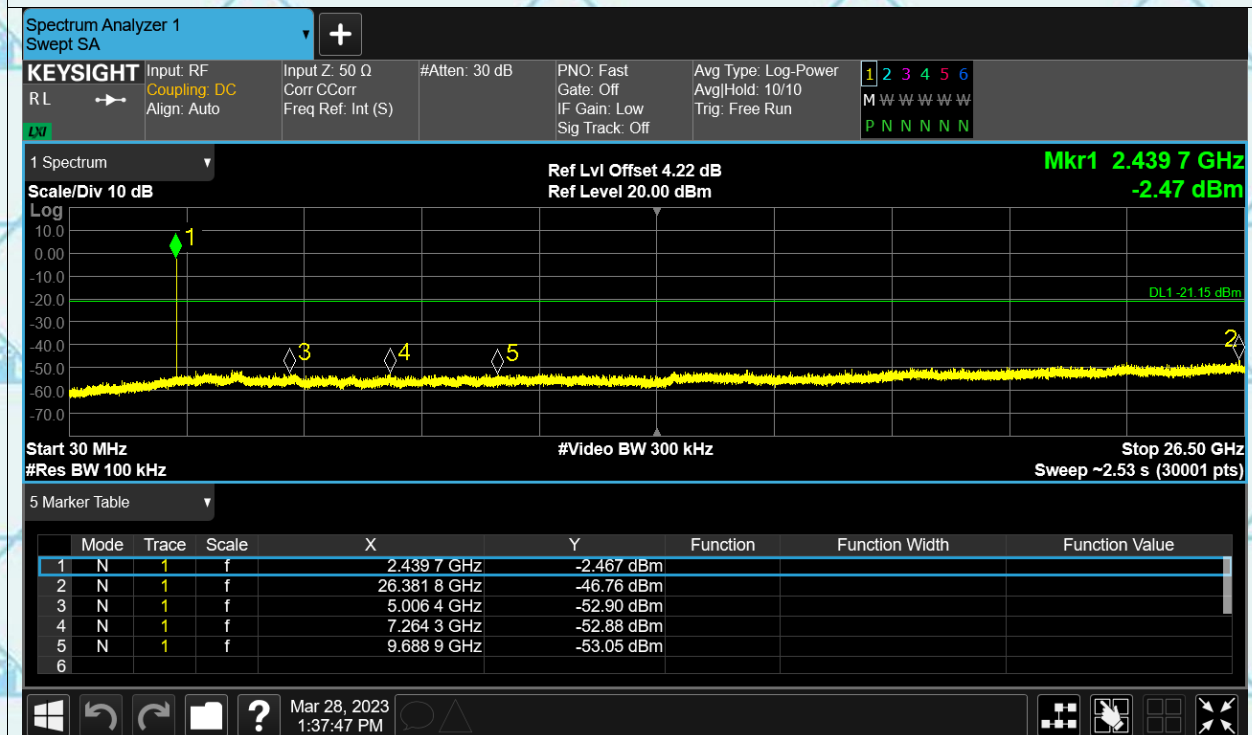 Spectrum Analyzer 1
Swept SA
+
KEYSIGHT
RL
LXI
Input: RF
Coupling: DC
Align: Auto
Input Z: 50 Ω
Corr CCorr
Freq Ref: Int (S)
#Atten: 30 dB
PNO: Fast
Gate: Off
IF Gain: Low
Sig Track: Off
Avg Type: Log-Power
Avg|Hold: 10/10
Trig: Free Run
1 2 3 4 5 6
M W W W W W
P N N N N N
1 Spectrum
Scale/Div 10 dB
Log
Ref Lvl Offset 4.22 dB
Ref Level 20.00 dBm
Mkr1 2.439 7 GHz
-2.47 dBm
10.0
0.00
-10.0
-20.0
-30.0
-40.0
-50.0
-60.0
-70.0
1
DL1 -21.15 dBm
2
3
4
5
Start 30 MHz
#Res BW 100 kHz
#Video BW 300 kHz
Stop 26.50 GHz
Sweep ~2.53 s (30001 pts)
5 Marker Table
Mode Trace Scale X Y Function Function Width Function Value
1 N 1 f 2.439 7 GHz -2.467 dBm
2 N 1 f 26.381 8 GHz -46.76 dBm
3 N 1 f 5.006 4 GHz -52.90 dBm
4 N 1 f 7.264 3 GHz -52.88 dBm
5 N 1 f 9.688 9 GHz -53.05 dBm
6
?
Mar 28, 2023
1:37:47 PM